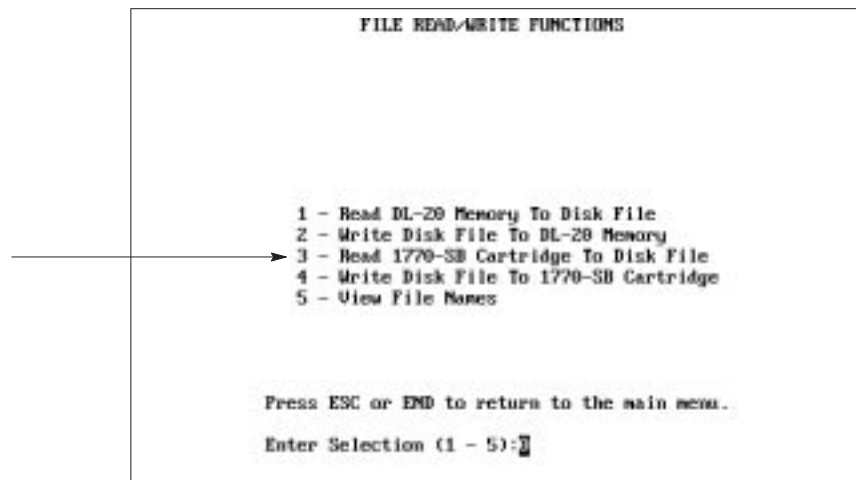 FILE READ/WRITE FUNCTIONS
1 - Read DL-20 Memory To Disk File
2 - Write Disk File To DL-20 Memory
3 - Read 1770-SB Cartridge To Disk File
4 - Write Disk File To 1770-SB Cartridge
5 - View File Names
Press ESC or END to return to the main menu.
Enter Selection (1 - 5):3